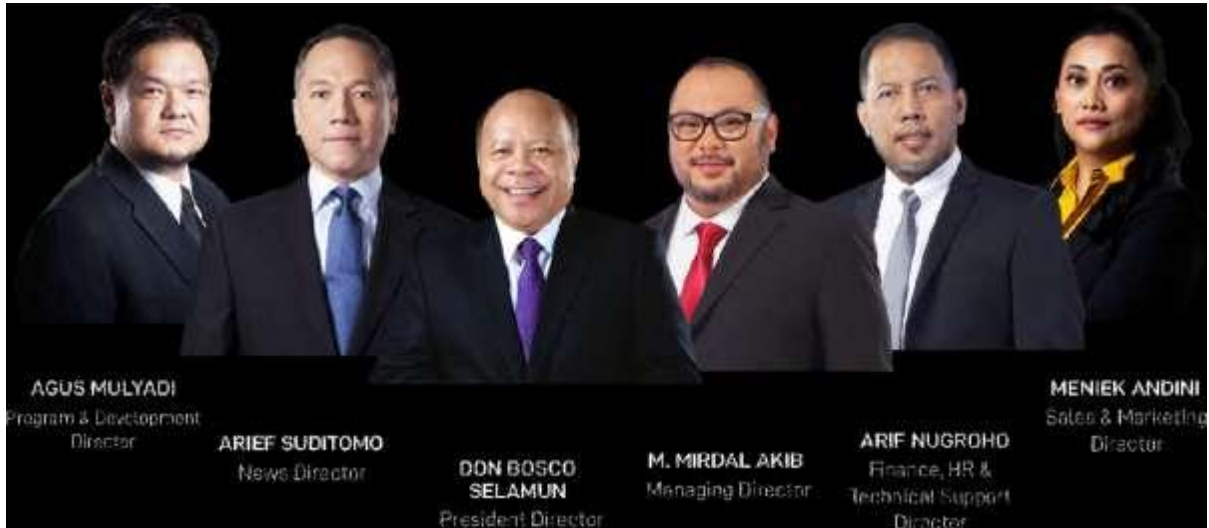 AGUS MULYADI
Program & Development
Director
ARIEF SUDITOMO
News Director
DON BOSCO
SELAMUN
President Director
M. MIRDAL AKIB
Managing Director
ARIF NUGROHO
Finance, HR &
Technical Support
Director
MENIEK ANDINI
Sales & Marketing
Director